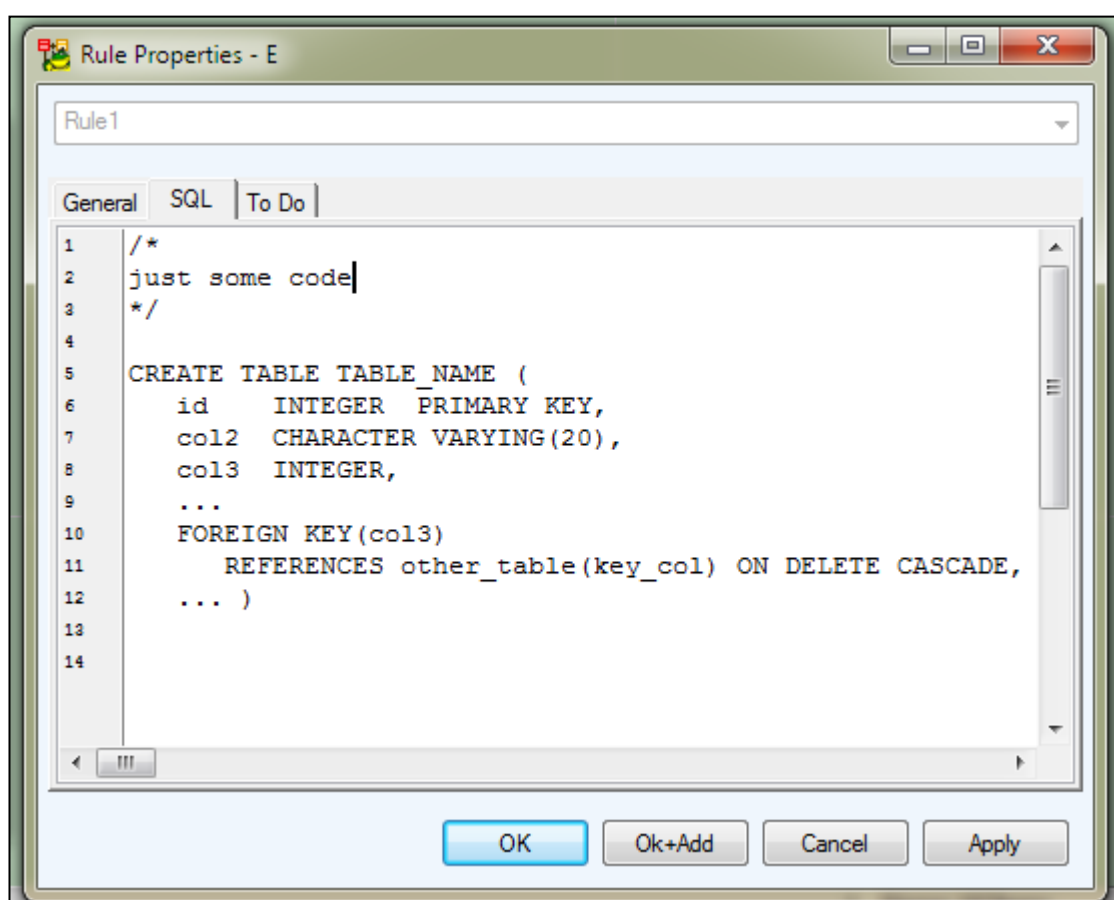 Rule Properties - E
Rule1
General SQL To Do
1 /*
2 just some code
3 */
4
5 CREATE TABLE TABLE_NAME (
6 id INTEGER PRIMARY KEY,
7 col2 CHARACTER VARYING(20),
8 col3 INTEGER,
9 ...
10 FOREIGN KEY(col3)
11 REFERENCES other_table(key_col) ON DELETE CASCADE,
12 ... )
13
14
OK Ok+Add Cancel Apply